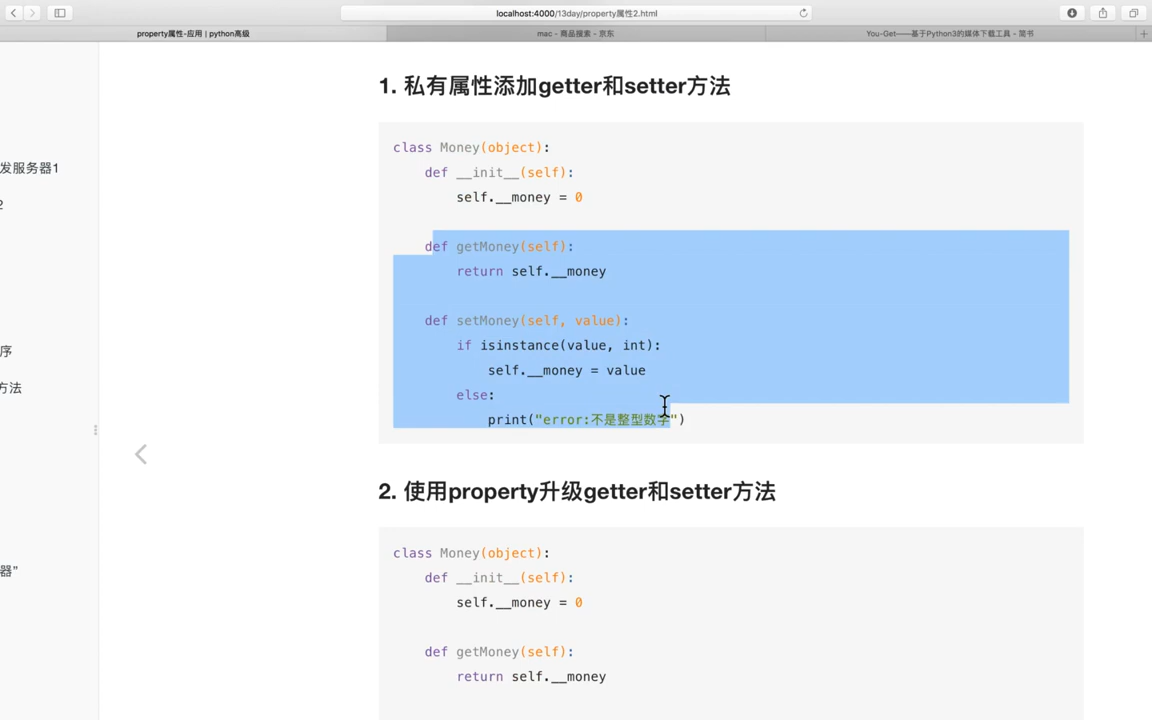 localhost:4000/13day/property属性2.html
property属性-应用 | python高级
mac - 商品搜索 - 京东
You-Get——基于Python3的媒体下载工具 - 简书
发服务器1
2
序
方法
器”
1. 私有属性添加getter和setter方法
class Money(object):
def __init__(self):
self.__money = 0
def getMoney(self):
return self.__money
def setMoney(self, value):
if isinstance(value, int):
self.__money = value
else:
print("error:不是整型数字")
2. 使用property升级getter和setter方法
class Money(object):
def __init__(self):
self.__money = 0
def getMoney(self):
return self.__money